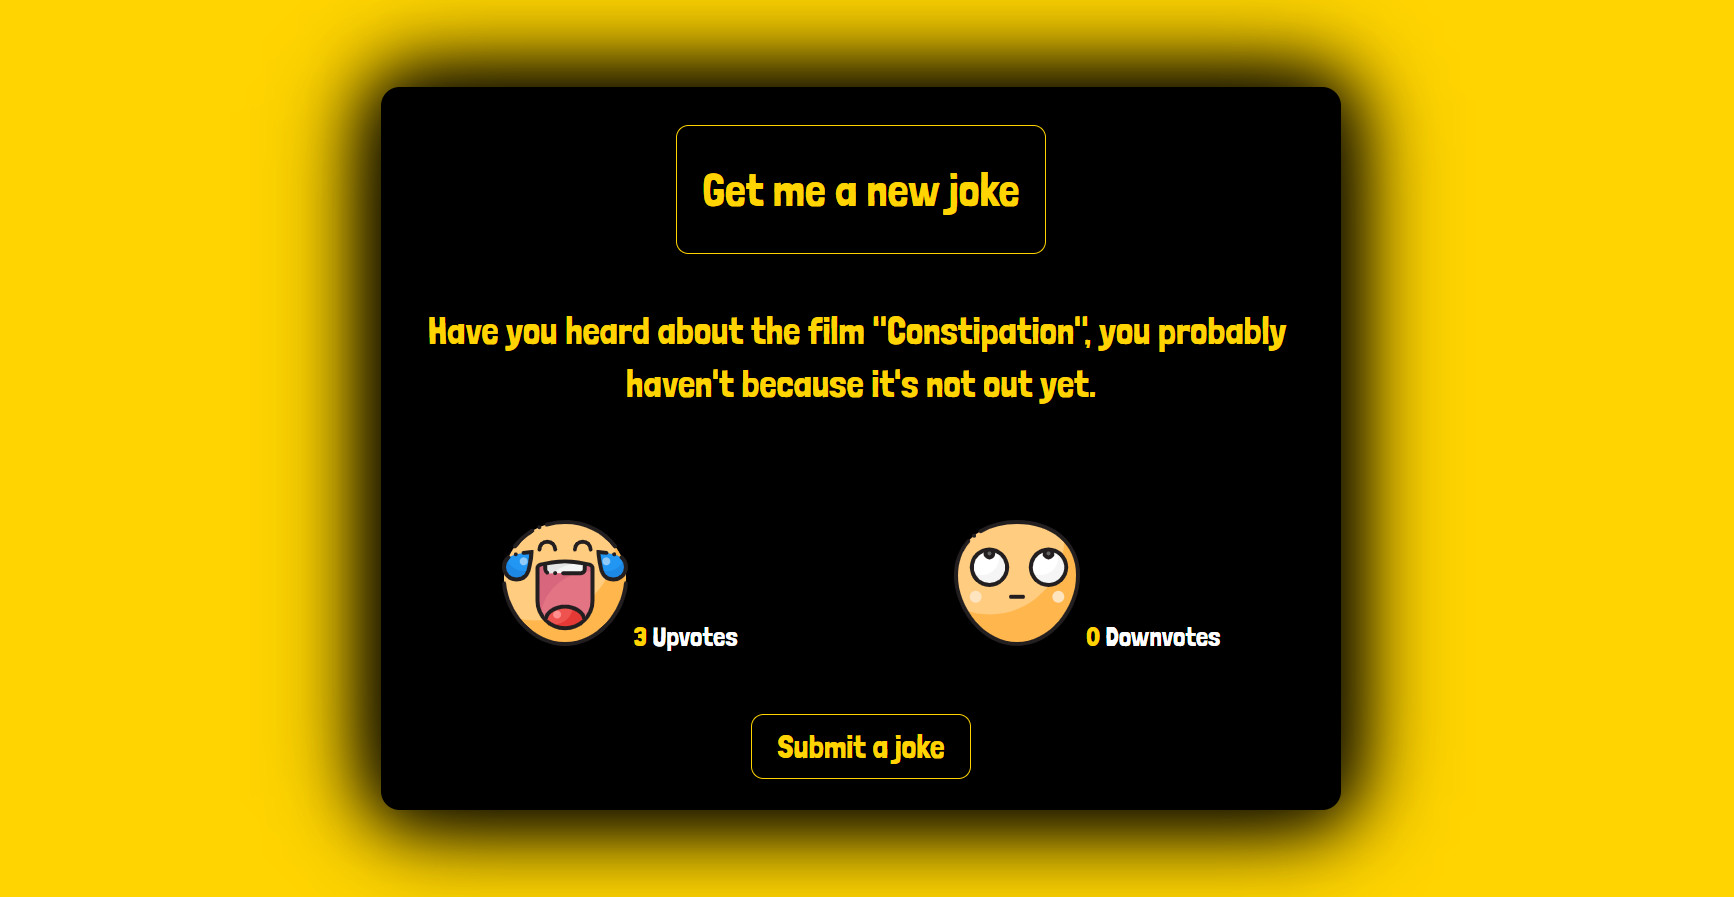 Get me a new joke
Have you heard about the film "Constipation", you probably
haven't because it's not out yet.
3 Upvotes
0 Downvotes
Submit a joke